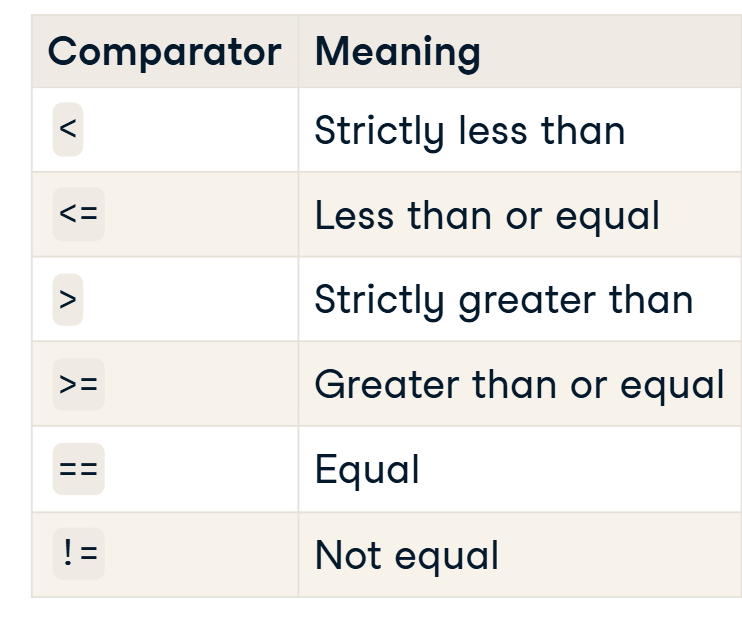 Comparator Meaning
< Strictly less than
<= Less than or equal
> Strictly greater than
>= Greater than or equal
== Equal
!= Not equal